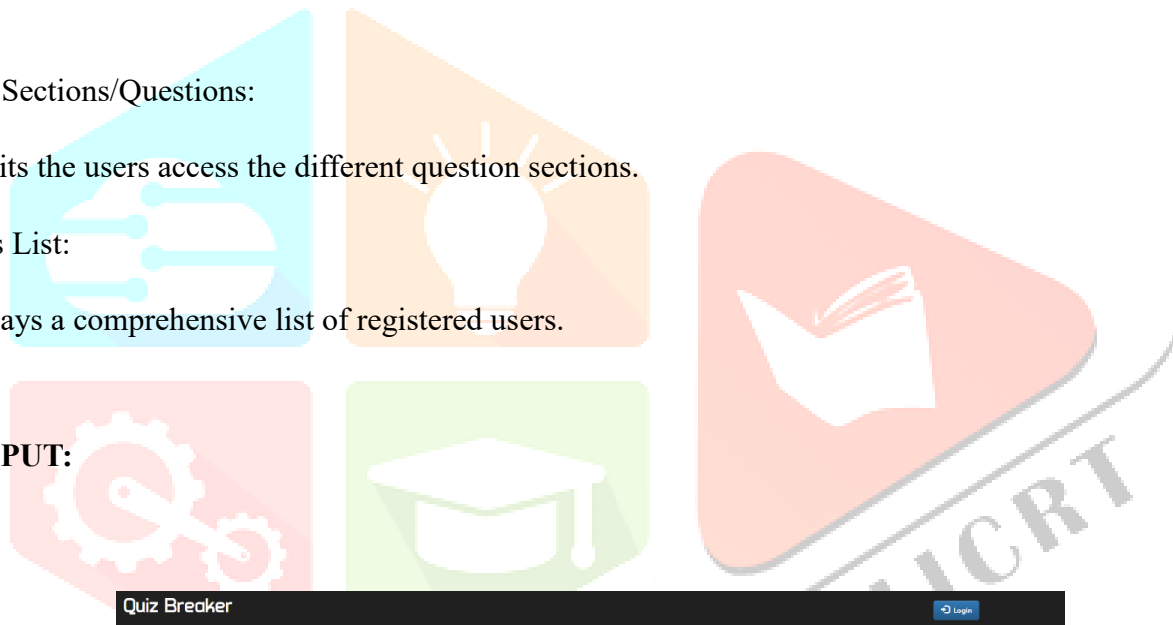 Sections/Questions:
its the users access the different question sections.
s List:
ays a comprehensive list of registered users.
PUT:
JCRT
Quiz Breaker
Login